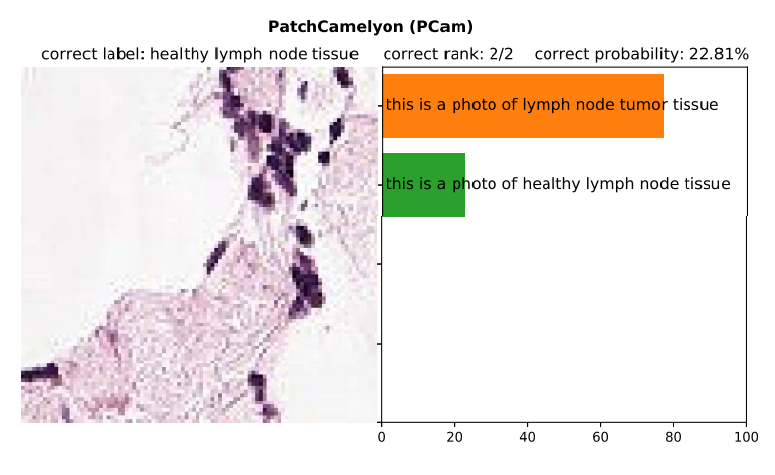 PatchCamelyon (PCam)
correct label: healthy lymph node tissue
correct rank: 2/2
correct probability: 22.81%
this is a photo of lymph node tumor tissue
this is a photo of healthy lymph node tissue
0 20 40 60 80 100